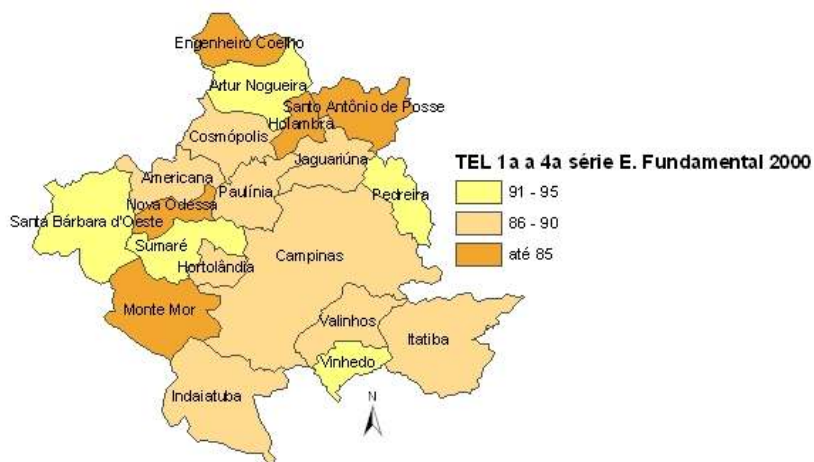 Engenheiro Coelho
Artur Nogueira
Santo Antônio de Posse
Holambra
Cosmópolis
Jaguariúna
TEL 1a a 4a série E. Fundamental 2000
Americana
Paulínia
Pedreira
91 - 95
Nova Odessa
Santa Bárbara d'Oeste
86 - 90
Sumaré
Hortolândia
Campinas
até 85
Monte Mor
Valinhos
Itatiba
Vinhedo
Indaiatuba
N